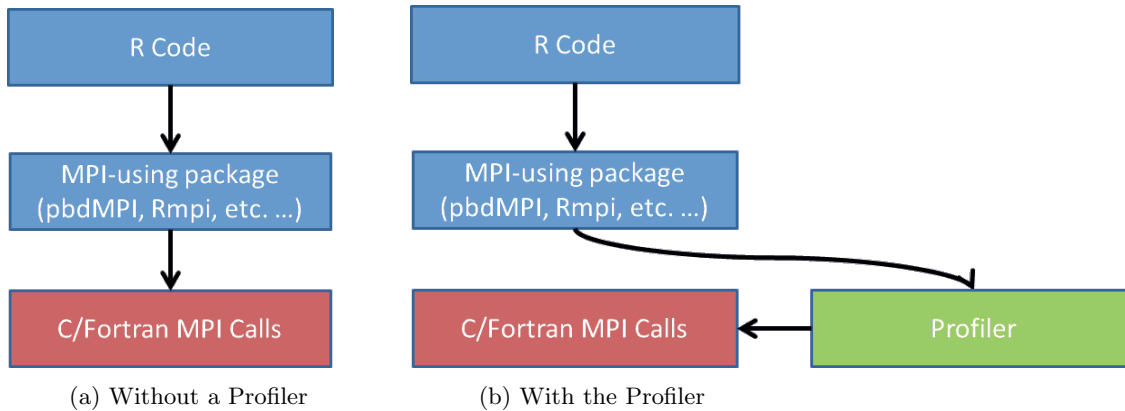 R Code
MPI-using package
(pbdMPI, Rmpi, etc. …)
C/Fortran MPI Calls
(a) Without a Profiler
R Code
MPI-using package
(pbdMPI, Rmpi, etc. …)
C/Fortran MPI Calls
Profiler
(b) With the Profiler